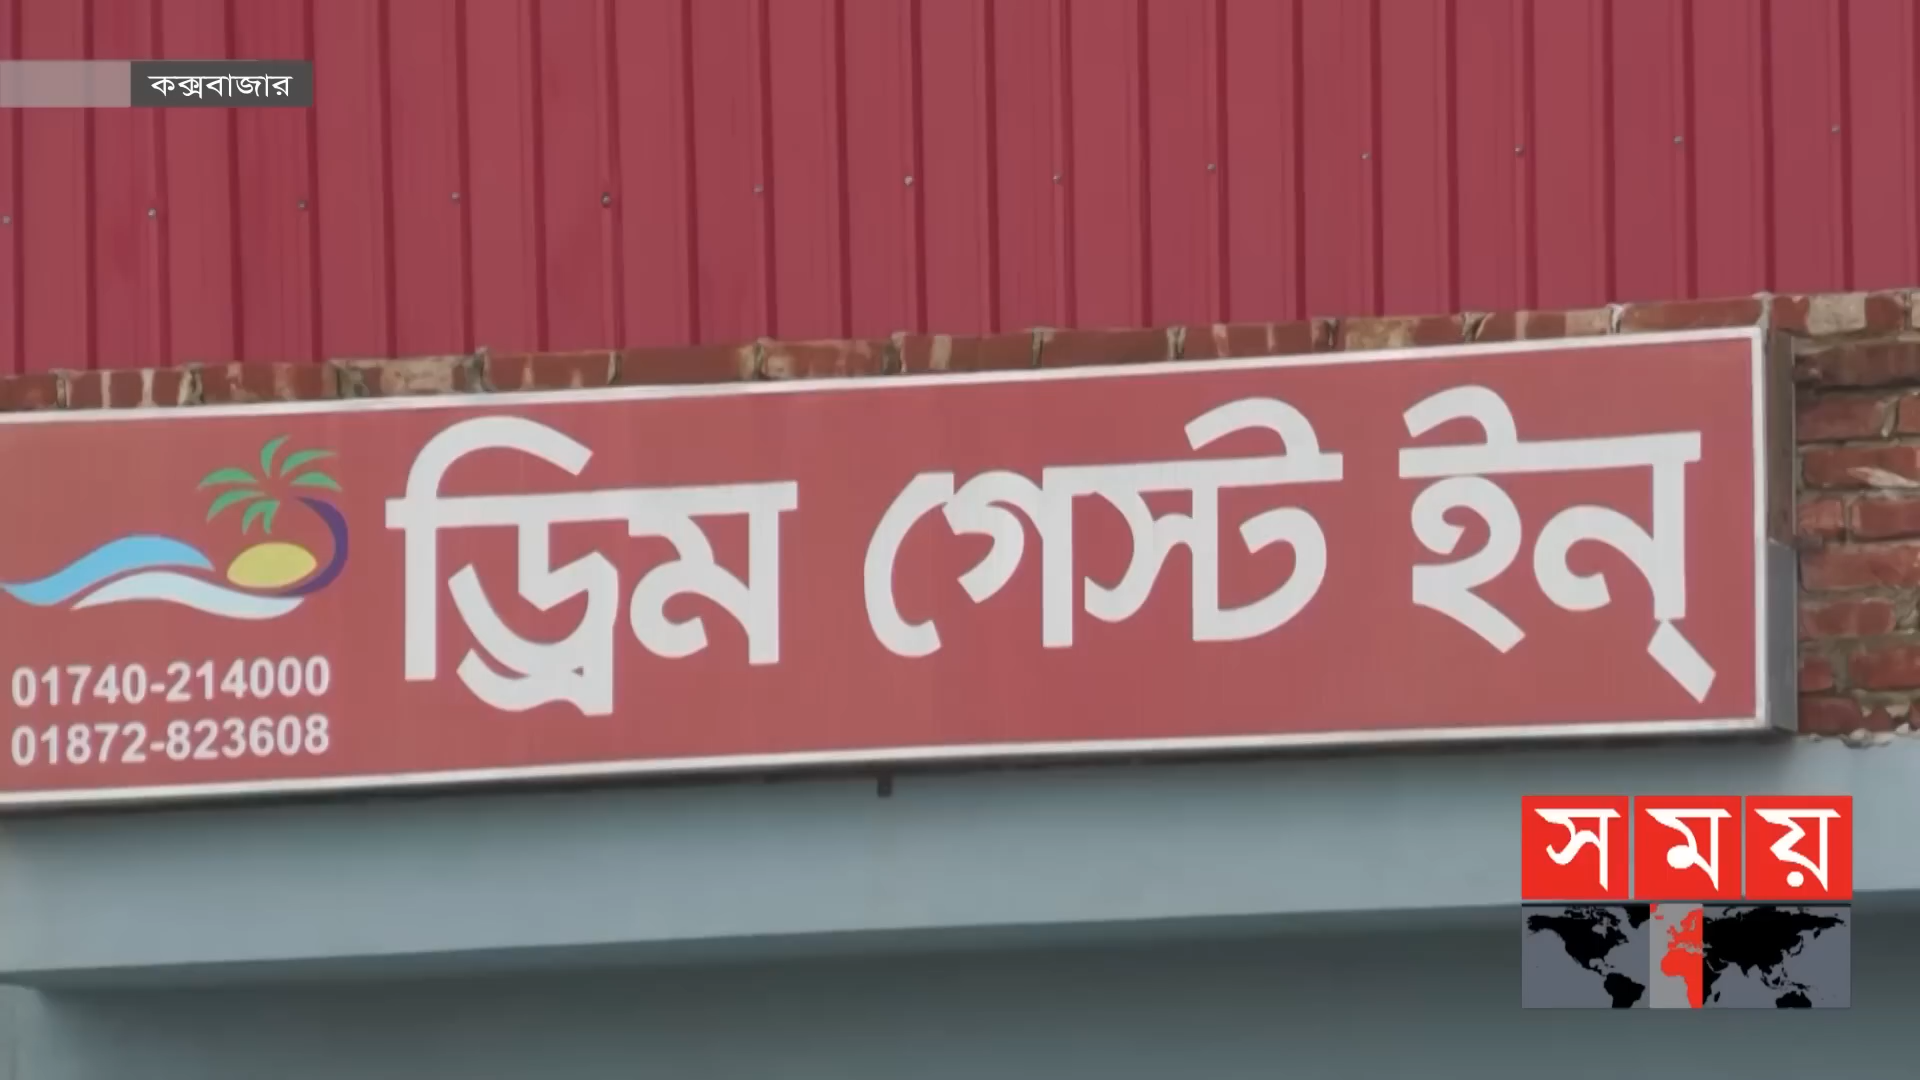 কক্সবাজার
ড্রিম গেস্ট ইন্
01740-214000
01872-823608
সময়